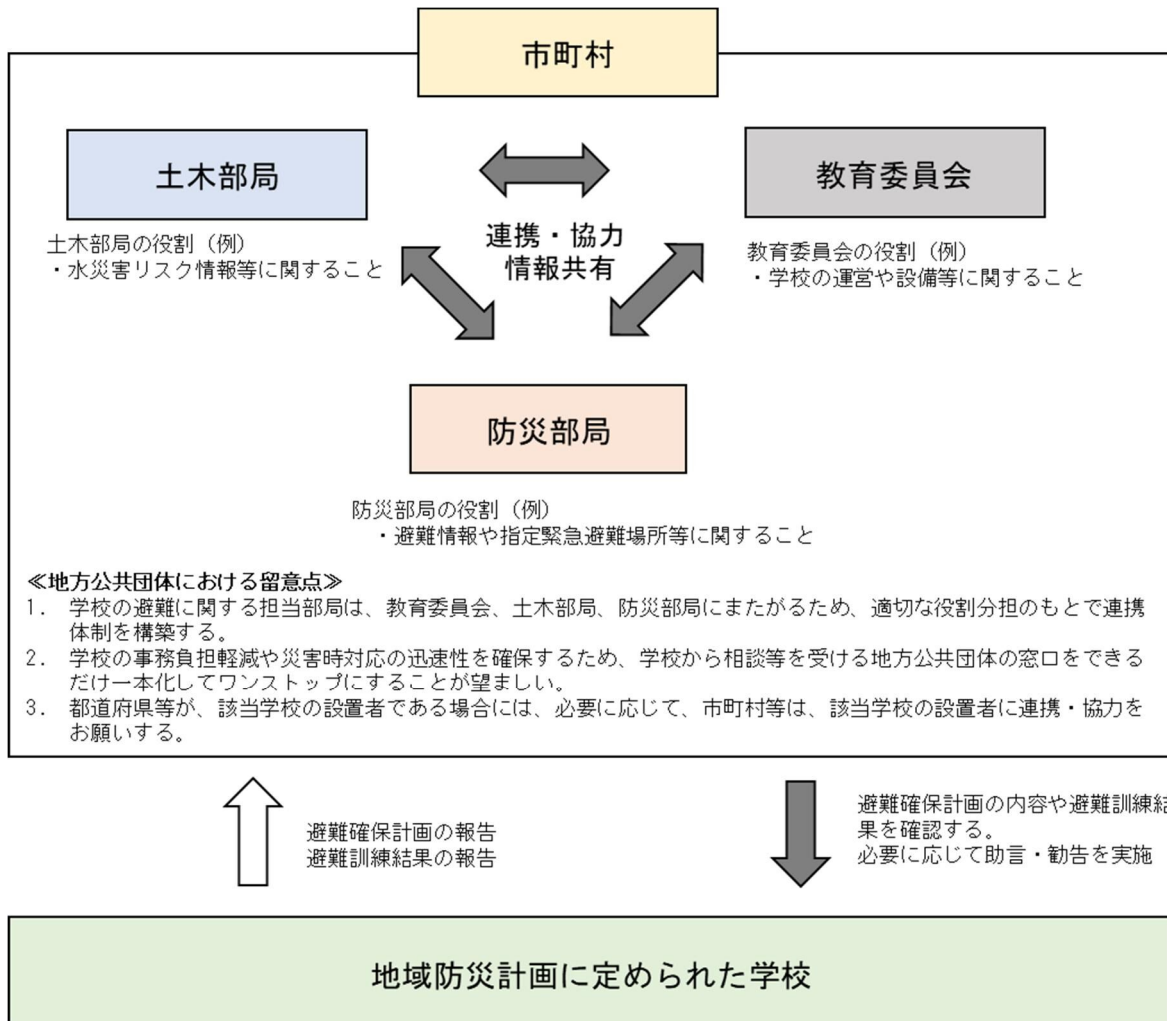 市町村
土木部局
教育委員会
土木部局の役割（例）
・水災害リスク情報等に関すること
連携・協力
情報共有
教育委員会の役割（例）
・学校の運営や設備等に関すること
防災部局
防災部局の役割（例）
・避難情報や指定緊急避難場所等に関すること
≪地方公共団体における留意点≫
1. 学校の避難に関する担当部局は、教育委員会、土木部局、防災部局にまたがるため、適切な役割分担のもとで連携
体制を構築する。
2. 学校の事務負担軽減や災害時対応の迅速性を確保するため、学校から相談等を受ける地方公共団体の窓口をできる
だけ一本化してワンストップにすることが望ましい。
3. 都道府県等が、該当学校の設置者である場合には、必要に応じて、市町村等は、該当学校の設置者に連携・協力を
お願いする。
避難確保計画の報告
避難訓練結果の報告
避難確保計画の内容や避難訓練結
果を確認する。
必要に応じて助言・勧告を実施
地域防災計画に定められた学校